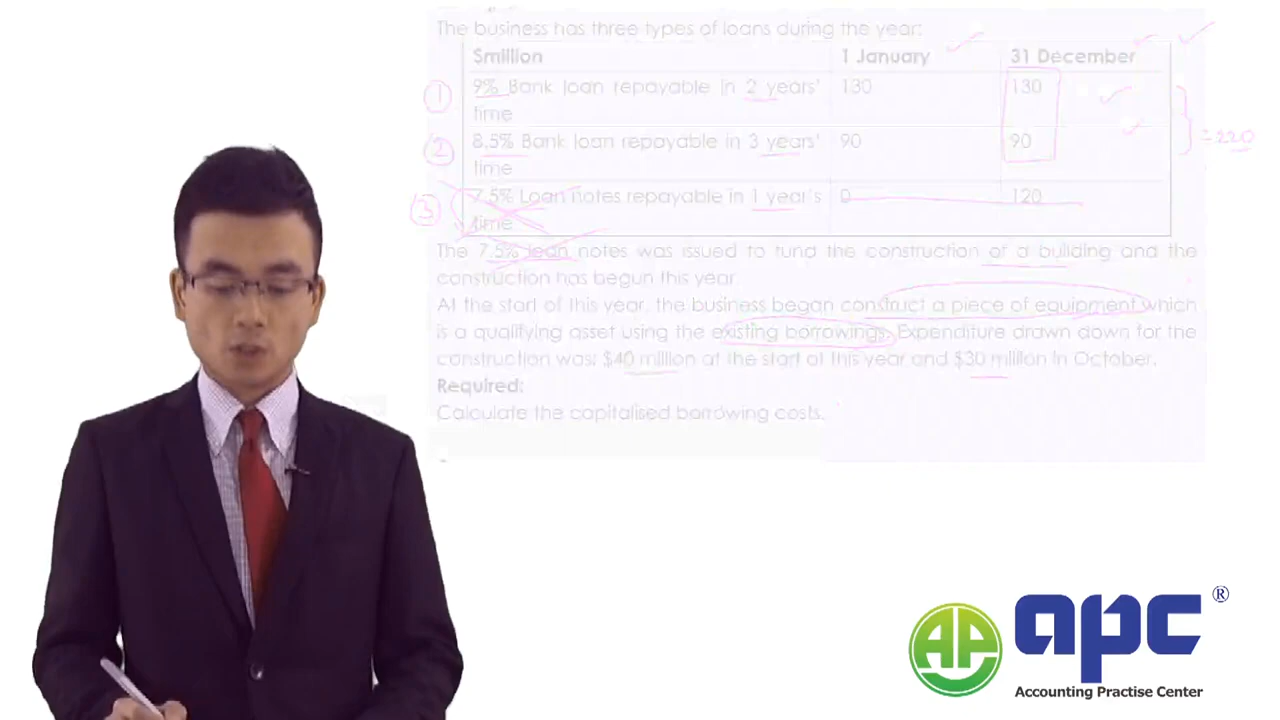 The business has three types of loans during the year:
$million 1 January 31 December
1 9% Bank loan repayable in 2 years' 130 130
time
2 8.5% Bank loan repayable in 3 years' 90 90 = 220
time
3 7.5% Loan notes repayable in 1 year's 0 120
time
The 7.5% loan notes was issued to fund the construction of a building and the
construction has begun this year.
At the start of this year, the business began construct a piece of equipment which
is a qualifying asset using the existing borrowings. Expenditure drawn down for the
construction was: $40 million at the start of this year and $30 million in October.
Required:
Calculate the capitalised borrowing costs.
AP
apc ®
Accounting Practise Center